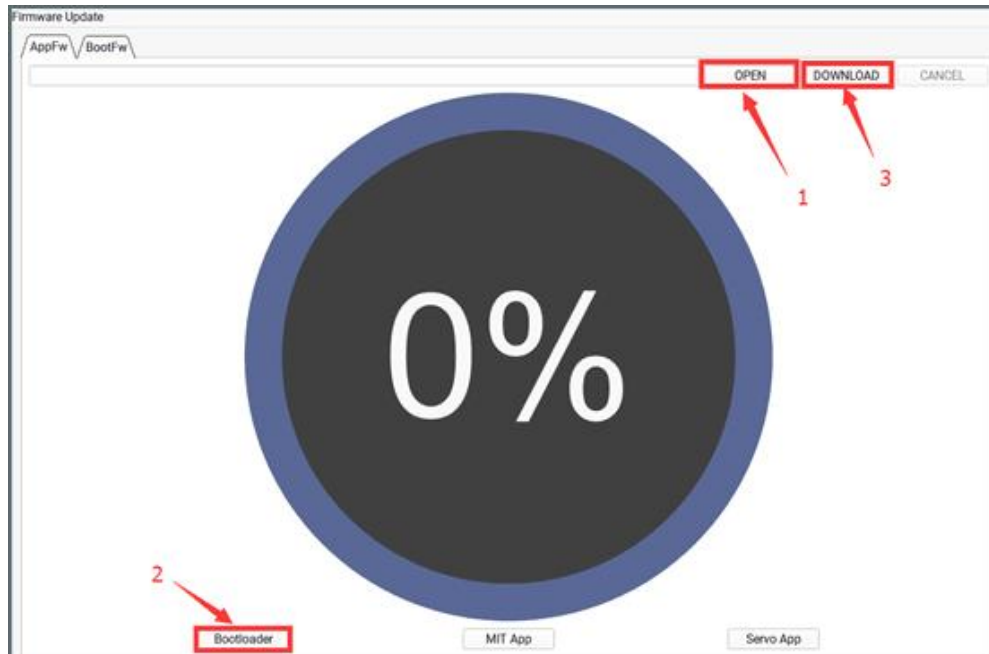 Firmware Update
AppFw BootFw
OPEN DOWNLOAD CANCEL
1
3
0%
2
Bootloader MIT App Servo App